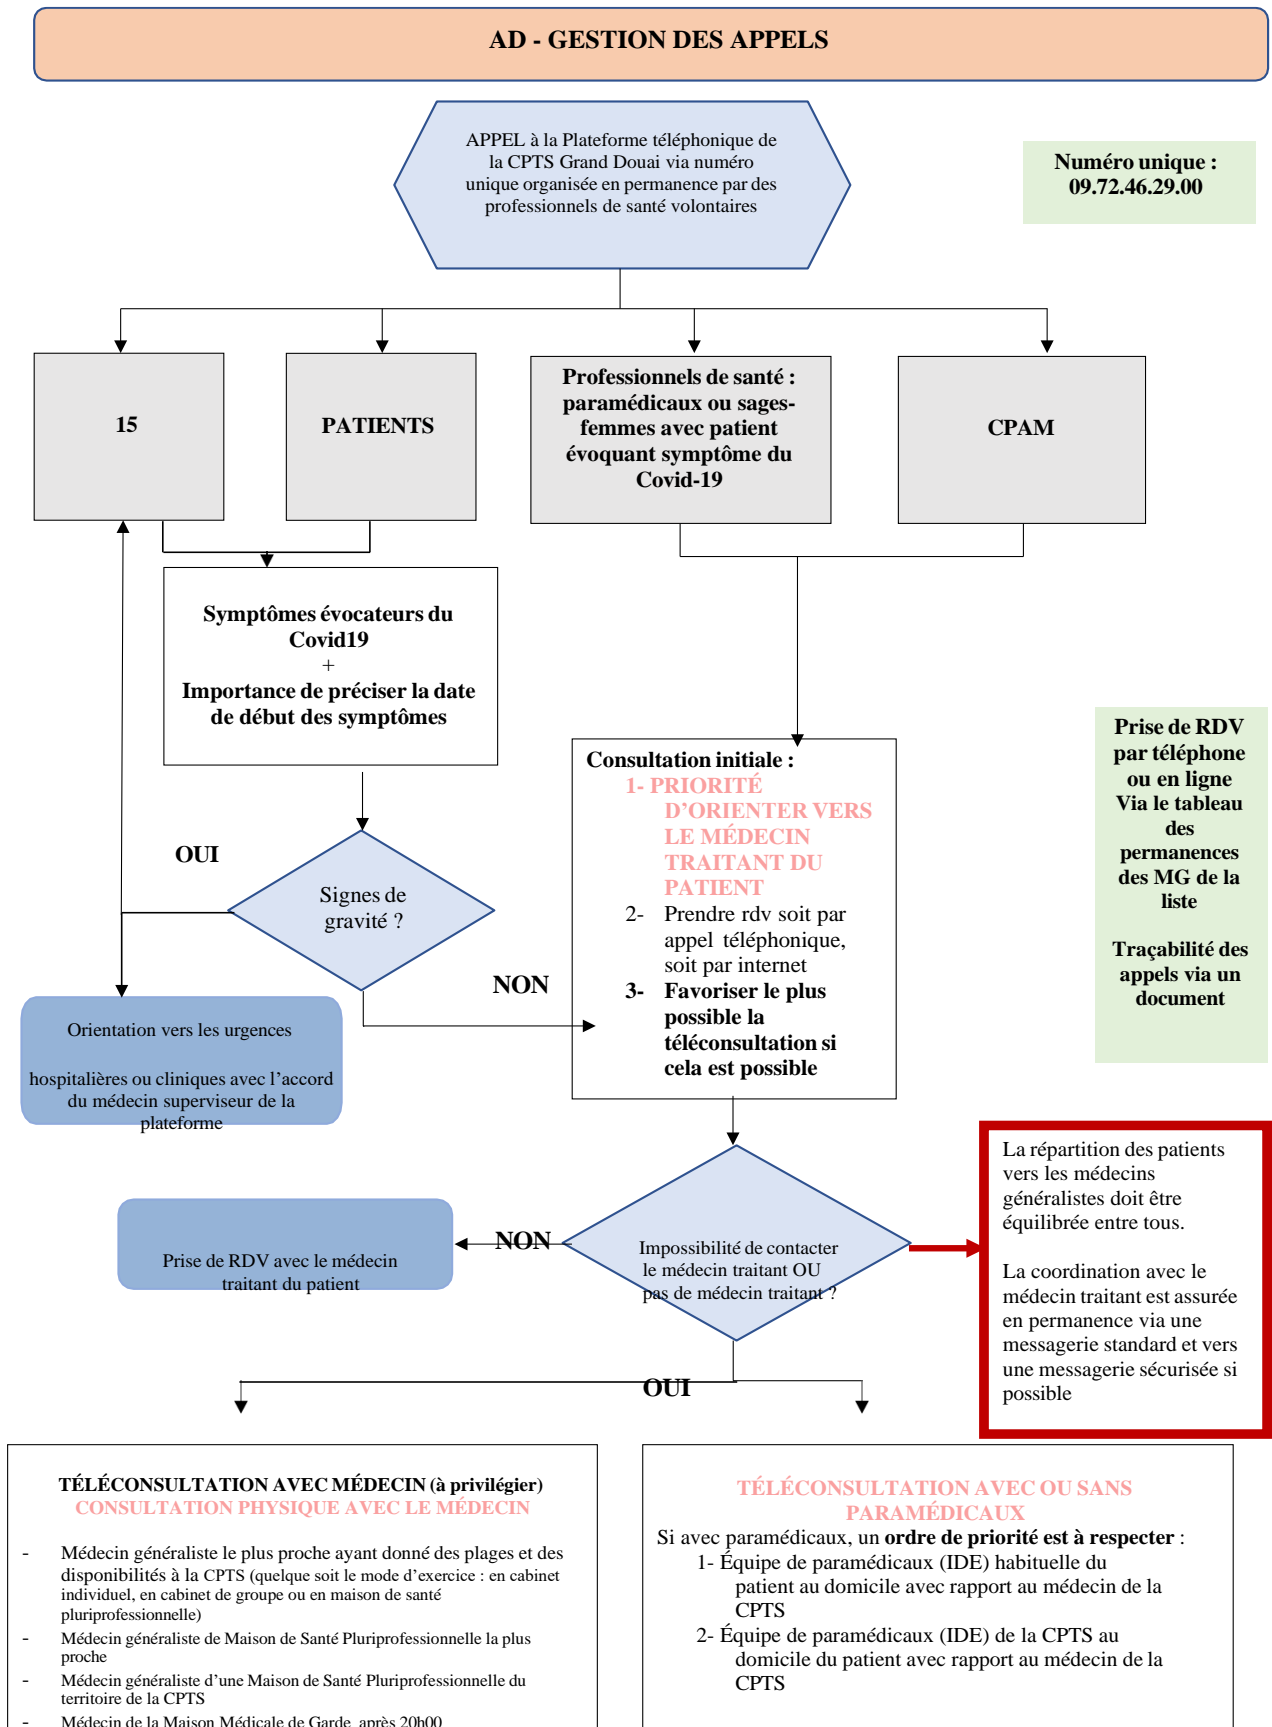 AD - GESTION DES APPELS
APPEL à la Plateforme téléphonique de
la CPTS Grand Douai via numéro
unique organisée en permanence par des
professionnels de santé volontaires
Numéro unique :
09.72.46.29.00
15
PATIENTS
Professionnels de santé :
paramédicaux ou sages-
femmes avec patient
évoquant symptôme du
Covid-19
CPAM
Symptômes évocateurs du
Covid19
+
Importance de préciser la date
de début des symptômes
Consultation initiale :
1- PRIORITÉ
D’ORIENTER VERS
LE MÉDECIN
TRAITANT DU
PATIENT
2- Prendre rdv soit par
appel téléphonique,
soit par internet
3- Favoriser le plus
possible la
téléconsultation si
cela est possible
Prise de RDV
par téléphone
ou en ligne
Via le tableau
des
permanences
des MG de la
liste
Traçabilité des
appels via un
document
OUI
Signes de
gravité ?
NON
Orientation vers les urgences
hospitalières ou cliniques avec l’accord
du médecin superviseur de la
plateforme
La répartition des patients
vers les médecins
généralistes doit être
équilibrée entre tous.
La coordination avec le
médecin traitant est assurée
en permanence via une
messagerie standard et vers
une messagerie sécurisée si
possible
Prise de RDV avec le médecin
traitant du patient
NON
Impossibilité de contacter
le médecin traitant OU
pas de médecin traitant ?
OUI
TÉLÉCONSULTATION AVEC MÉDECIN (à privilégier)
CONSULTATION PHYSIQUE AVEC LE MÉDECIN
- Médecin généraliste le plus proche ayant donné des plages et des
disponibilités à la CPTS (quelque soit le mode d’exercice : en cabinet
individuel, en cabinet de groupe ou en maison de santé
pluriprofessionnelle)
- Médecin généraliste de Maison de Santé Pluriprofessionnelle la plus
proche
- Médecin généraliste d’une Maison de Santé Pluriprofessionnelle du
territoire de la CPTS
- Médecin de la Maison Médicale de Garde après 20h00
TÉLÉCONSULTATION AVEC OU SANS
PARAMÉDICAUX
Si avec paramédicaux, un ordre de priorité est à respecter :
1- Équipe de paramédicaux (IDE) habituelle du
patient au domicile avec rapport au médecin de la
CPTS
2- Équipe de paramédicaux (IDE) de la CPTS au
domicile du patient avec rapport au médecin de la
CPTS